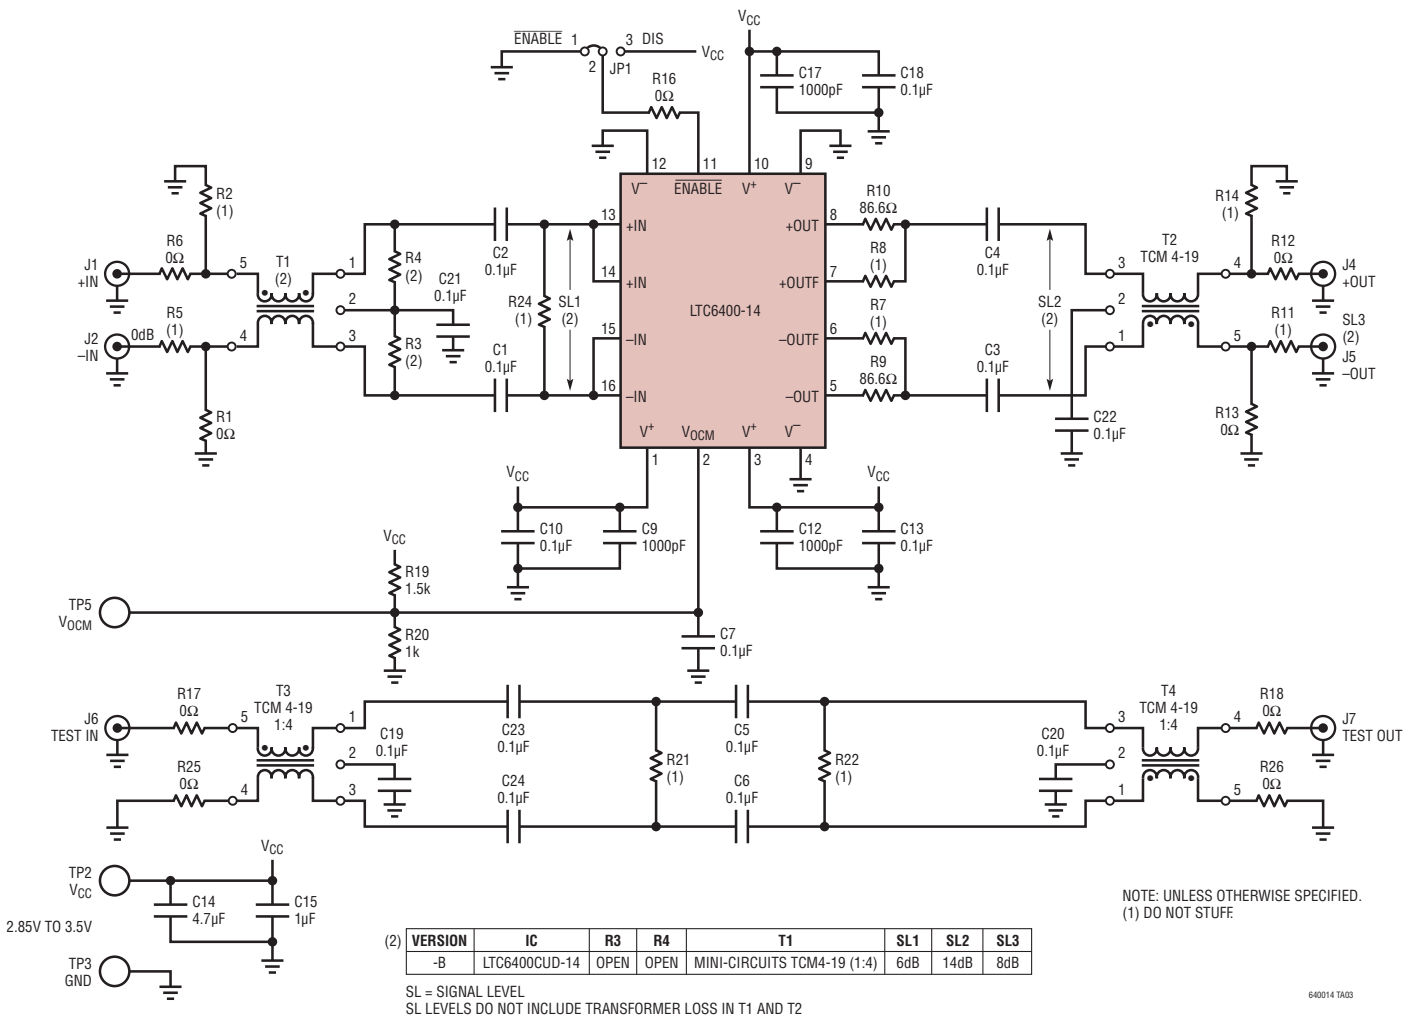 VCC
ENABLE 1
3 DIS
VCC
2
JP1
R16
0Ω
C17
1000pF
C18
0.1µF
12
11
10
9
V–
ENABLE
V+
V–
R2
(1)
R6
0Ω
J1
+IN
5
T1
(2)
1
2
R4
(2)
C21
0.1µF
C2
0.1µF
R24
(1)
SL1
(2)
13
+IN
14
+IN
15
–IN
16
–IN
LTC6400-14
8
+OUT
7
+OUTF
6
–OUTF
5
–OUT
R10
86.6Ω
R8
(1)
R7
(1)
R9
86.6Ω
C4
0.1µF
SL2
(2)
3
T2
TCM 4-19
4
2
R14
(1)
R12
0Ω
J4
+OUT
J2
–IN
0dB
R5
(1)
4
3
R3
(2)
C1
0.1µF
C3
0.1µF
1
5
R11
(1)
SL3
(2)
J5
–OUT
R1
0Ω
C22
0.1µF
R13
0Ω
V+
VOCM
V+
V–
1
2
3
4
VCC
C10
0.1µF
C9
1000pF
VCC
C12
1000pF
C13
0.1µF
VCC
R19
1.5k
TP5
VOCM
R20
1k
C7
0.1µF
J6
TEST IN
R17
0Ω
5
T3
TCM 4-19
1:4
1
2
C19
0.1µF
R25
0Ω
4
3
C23
0.1µF
C24
0.1µF
R21
(1)
C5
0.1µF
C6
0.1µF
R22
(1)
C20
0.1µF
3
2
1
T4
TCM 4-19
1:4
4
5
R18
0Ω
J7
TEST OUT
R26
0Ω
VCC
TP2
VCC
C14
4.7µF
C15
1µF
2.85V TO 3.5V
TP3
GND
NOTE: UNLESS OTHERWISE SPECIFIED.
(1) DO NOT STUFF.
(2) VERSION IC R3 R4 T1 SL1 SL2 SL3
-B LTC6400CUD-14 OPEN OPEN MINI-CIRCUITS TCM4-19 (1:4) 6dB 14dB 8dB
SL = SIGNAL LEVEL
SL LEVELS DO NOT INCLUDE TRANSFORMER LOSS IN T1 AND T2
640014 TA03